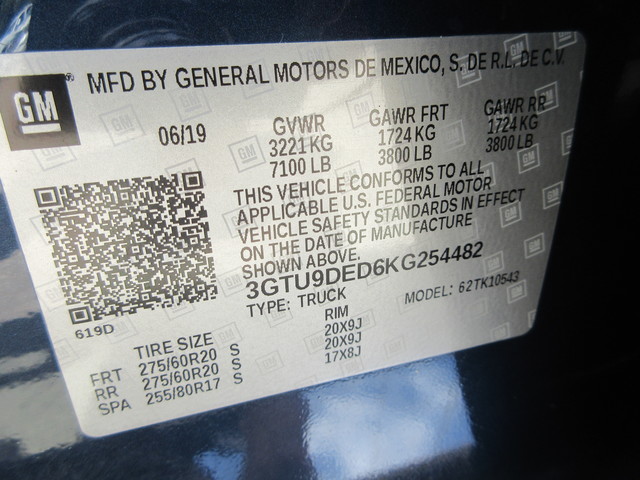 MFD BY GENERAL MOTORS DE MEXICO, S. DE R.L. DE C.V.
GM
®
06/19
GVWR
3221 KG
7100 LB
GAWR FRT
1724 KG
3800 LB
GAWR RR
1724 KG
3800 LB
THIS VEHICLE CONFORMS TO ALL
APPLICABLE U.S. FEDERAL MOTOR
VEHICLE SAFETY STANDARDS IN EFFECT
ON THE DATE OF MANUFACTURE
SHOWN ABOVE.
3GTU9DED6KG254482
TYPE: TRUCK MODEL: 62TK10543
619D
TIRE SIZE RIM
FRT 275/60R20 S 20X9J
RR 275/60R20 S 20X9J
SPA 255/80R17 S 17X8J